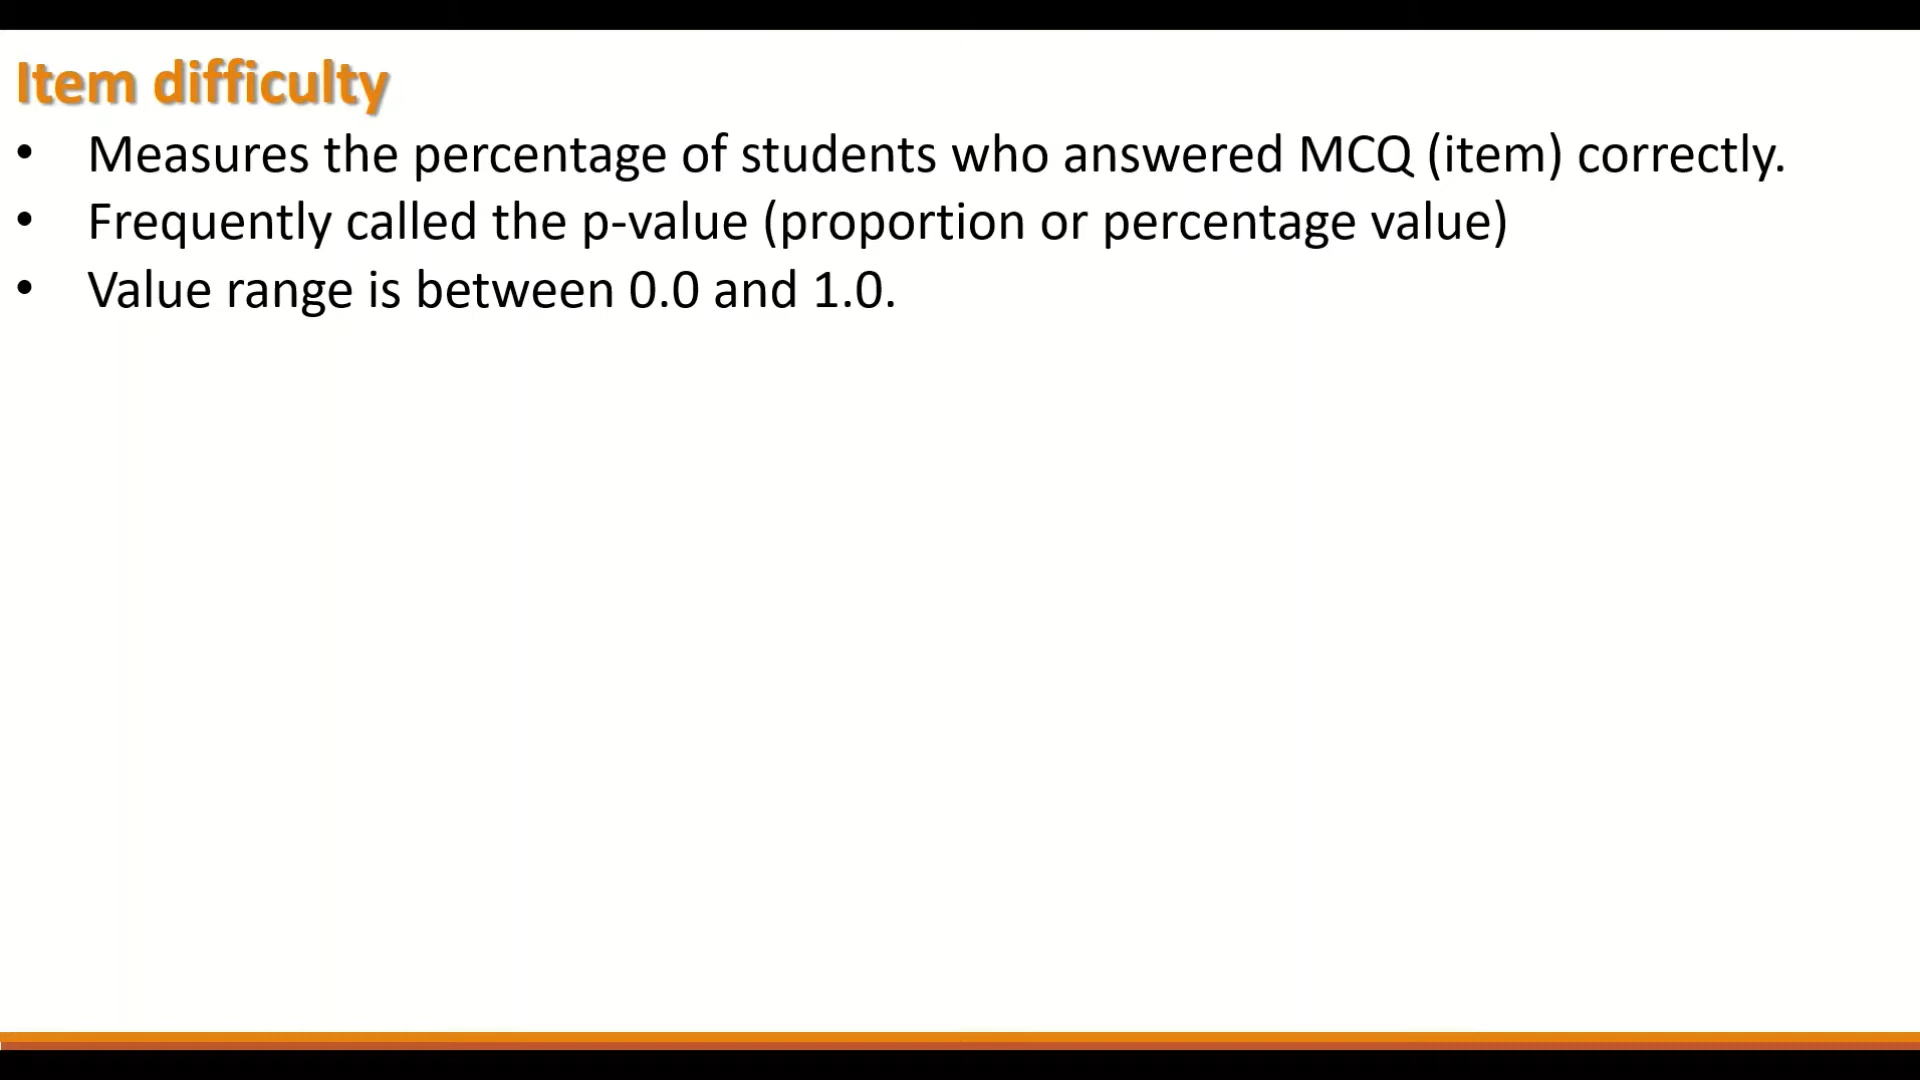 Item difficulty
• Measures the percentage of students who answered MCQ (item) correctly.
• Frequently called the p-value (proportion or percentage value)
• Value range is between 0.0 and 1.0.